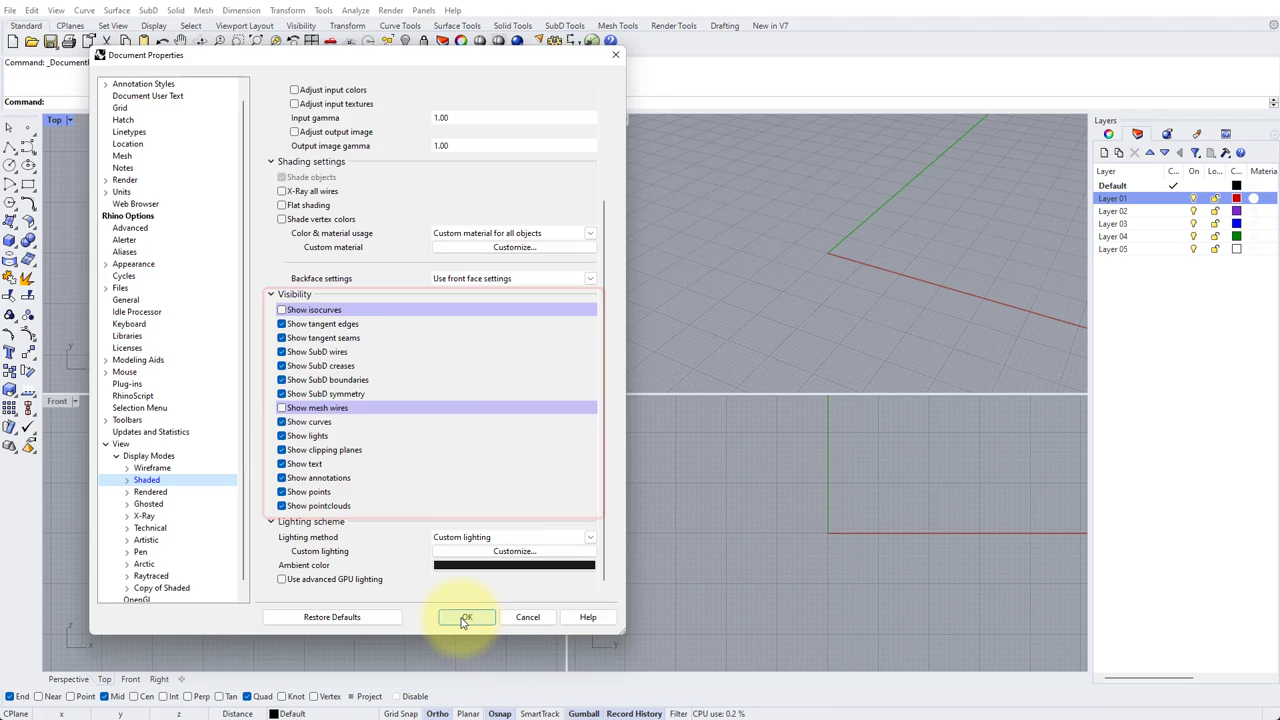 File Edit View Curve Surface SubD Solid Mesh Dimension Transform Tools Analyze Render Panels Help
Standard CPlanes Set View Display Select Viewport Layout Visibility Transform Curve Tools Surface Tools Solid Tools SubD Tools Mesh Tools Render Tools Drafting New in V7
Document Properties
Command: _Document
Command:
Top
Annotation Styles
Document User Text
Grid
Hatch
Linetypes
Location
Mesh
Notes
Render
Units
Web Browser
Rhino Options
Advanced
Alerter
Aliases
Appearance
Cycles
Files
General
Idle Processor
Keyboard
Libraries
Licenses
Modeling Aids
Mouse
Plug-ins
RhinoScript
Selection Menu
Toolbars
Updates and Statistics
View
Display Modes
Wireframe
Shaded
Rendered
Ghosted
X-Ray
Technical
Artistic
Pen
Arctic
Raytraced
Copy of Shaded
OpenGL
Adjust input colors
Adjust input textures
Input gamma 1.00
Adjust output image
Output image gamma 1.00
Shading settings
Shade objects
X-Ray all wires
Flat shading
Shade vertex colors
Color & material usage Custom material for all objects
Custom material Customize...
Backface settings Use front face settings
Visibility
Show isocurves
Show tangent edges
Show tangent seams
Show SubD wires
Show SubD creases
Show SubD boundaries
Show SubD symmetry
Show mesh wires
Show curves
Show lights
Show clipping planes
Show text
Show annotations
Show points
Show pointclouds
Lighting scheme
Lighting method Custom lighting
Custom lighting Customize...
Ambient color
Use advanced GPU lighting
Restore Defaults OK Cancel Help
Layers
Layer C... On Lo... C... Materia
Default
Layer 01
Layer 02
Layer 03
Layer 04
Layer 05
y
x
Front
z
x
y
Perspective Top Front Right
End Near Point Mid Cen Int Perp Tan Quad Knot Vertex Project Disable
CPlane x y z Distance Default Grid Snap Ortho Planar Osnap SmartTrack Gumball Record History Filter CPU use: 0.2 %